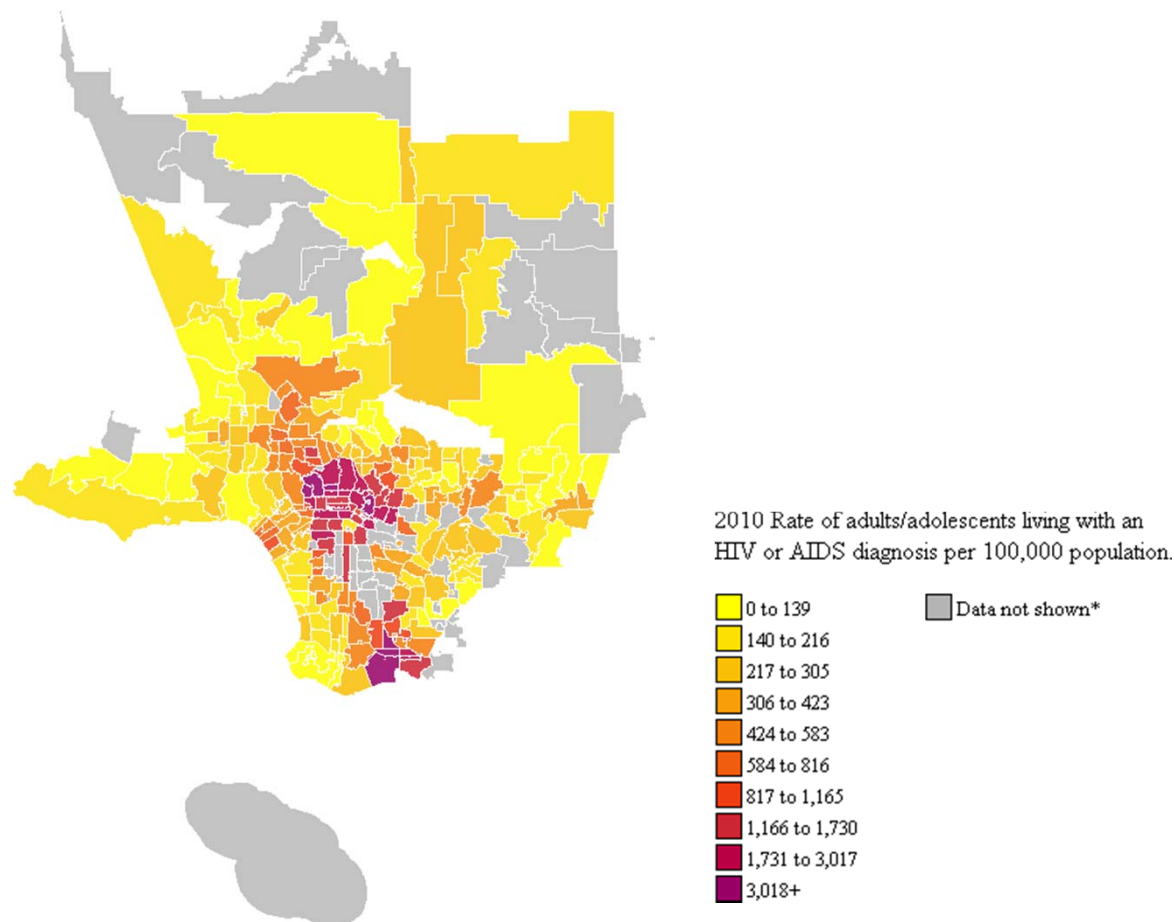 2010 Rate of adults/adolescents living with an
HIV or AIDS diagnosis per 100,000 population.
0 to 139
Data not shown*
140 to 216
217 to 305
306 to 423
424 to 583
584 to 816
817 to 1,165
1,166 to 1,730
1,731 to 3,017
3,018+